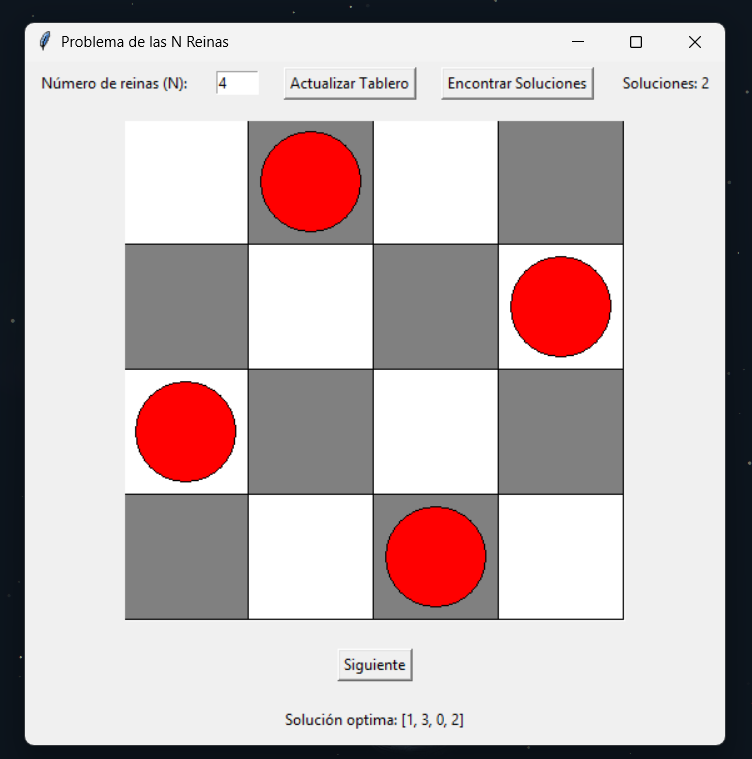 Problema de las N Reinas
Número de reinas (N): 4 Actualizar Tablero Encontrar Soluciones Soluciones: 2
Siguiente
Solución optima: [1, 3, 0, 2]